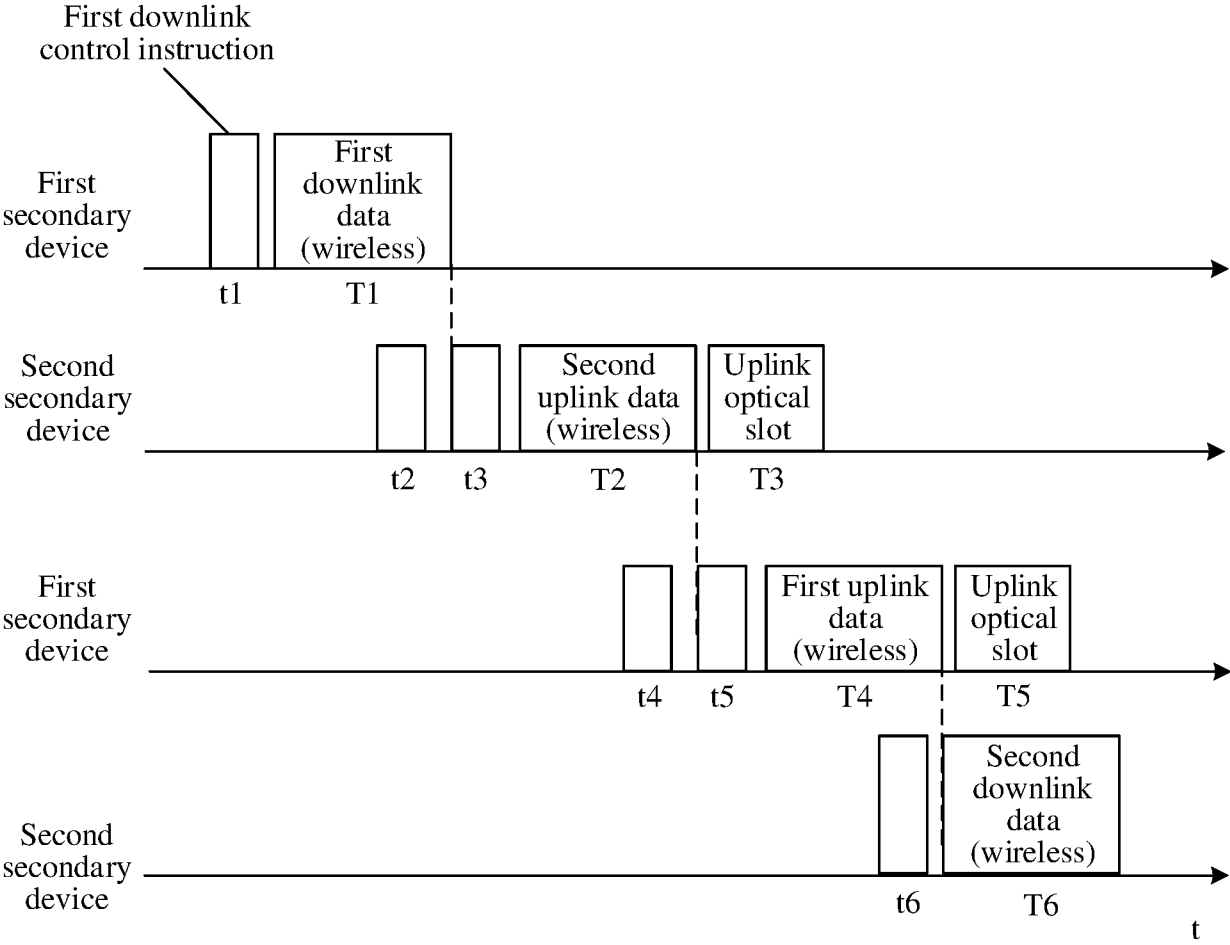 First downlink
control instruction
First
secondary
device
First
downlink
data
(wireless)
t1
T1
Second
secondary
device
Second
uplink data
(wireless)
Uplink
optical
slot
t2
t3
T2
T3
First
secondary
device
First uplink
data
(wireless)
Uplink
optical
slot
t4
t5
T4
T5
Second
secondary
device
Second
downlink
data
(wireless)
t6
T6
t